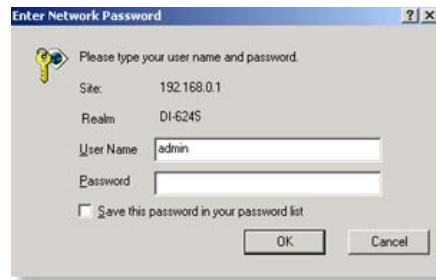 Enter Network Password
Please type your user name and password.
Site: 192.168.0.1
Realm DI-624S
User Name admin
Password
Save this password in your password list
OK Cancel